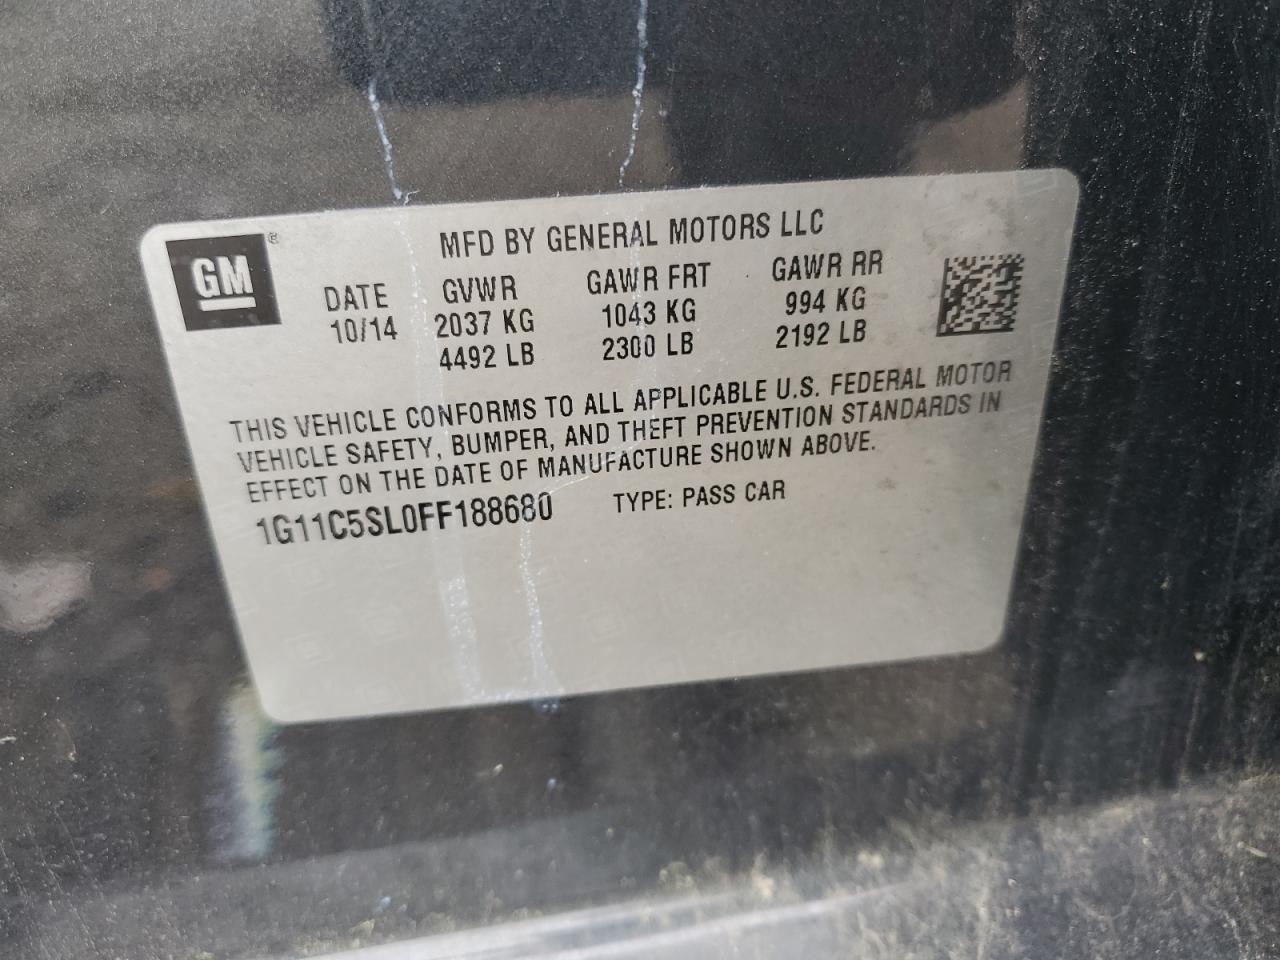 GM
MFD BY GENERAL MOTORS LLC
DATE GVWR GAWR FRT GAWR RR
10/14 2037 KG 1043 KG 994 KG
4492 LB 2300 LB 2192 LB
THIS VEHICLE CONFORMS TO ALL APPLICABLE U.S. FEDERAL MOTOR
VEHICLE SAFETY, BUMPER, AND THEFT PREVENTION STANDARDS IN
EFFECT ON THE DATE OF MANUFACTURE SHOWN ABOVE.
1G11C5SL0FF188680 TYPE: PASS CAR